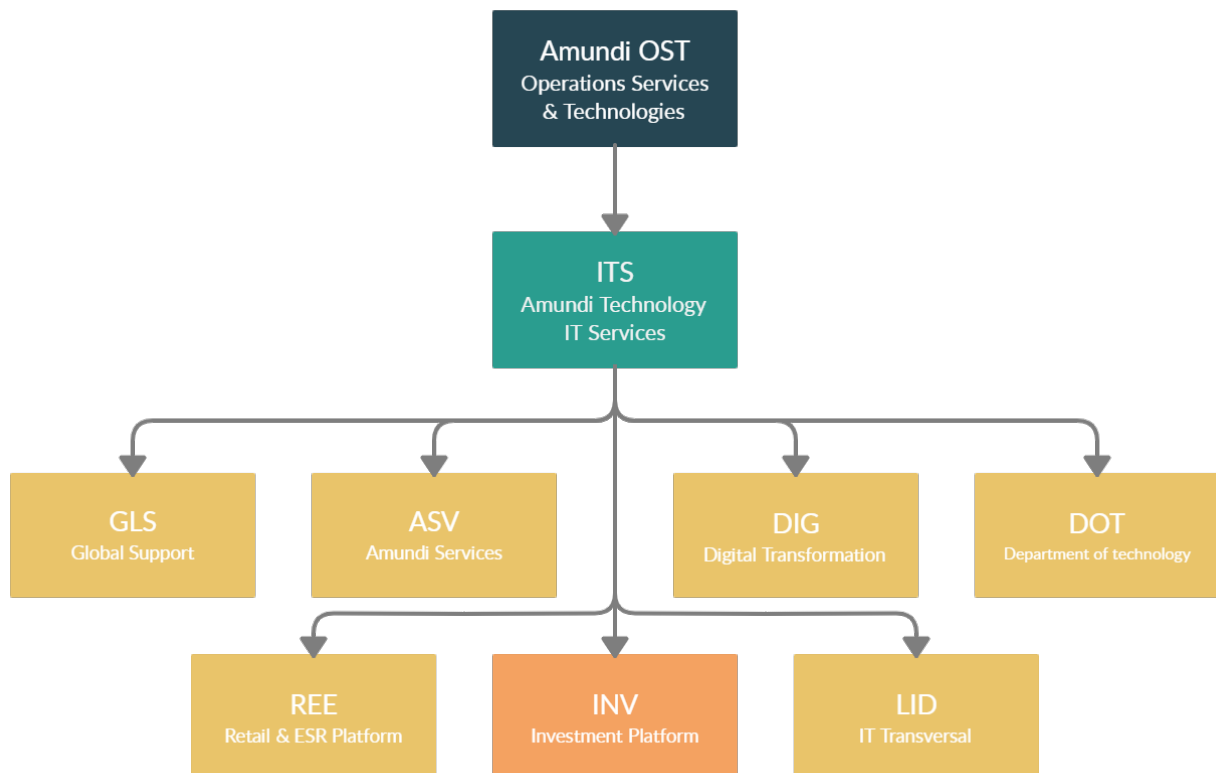 Amundi OST
Operations Services
& Technologies
ITS
Amundi Technology
IT Services
GLS
Global Support
ASV
Amundi Services
DIG
Digital Transformation
DOT
Department of technology
REE
Retail & ESR Platform
INV
Investment Platform
LID
IT Transversal